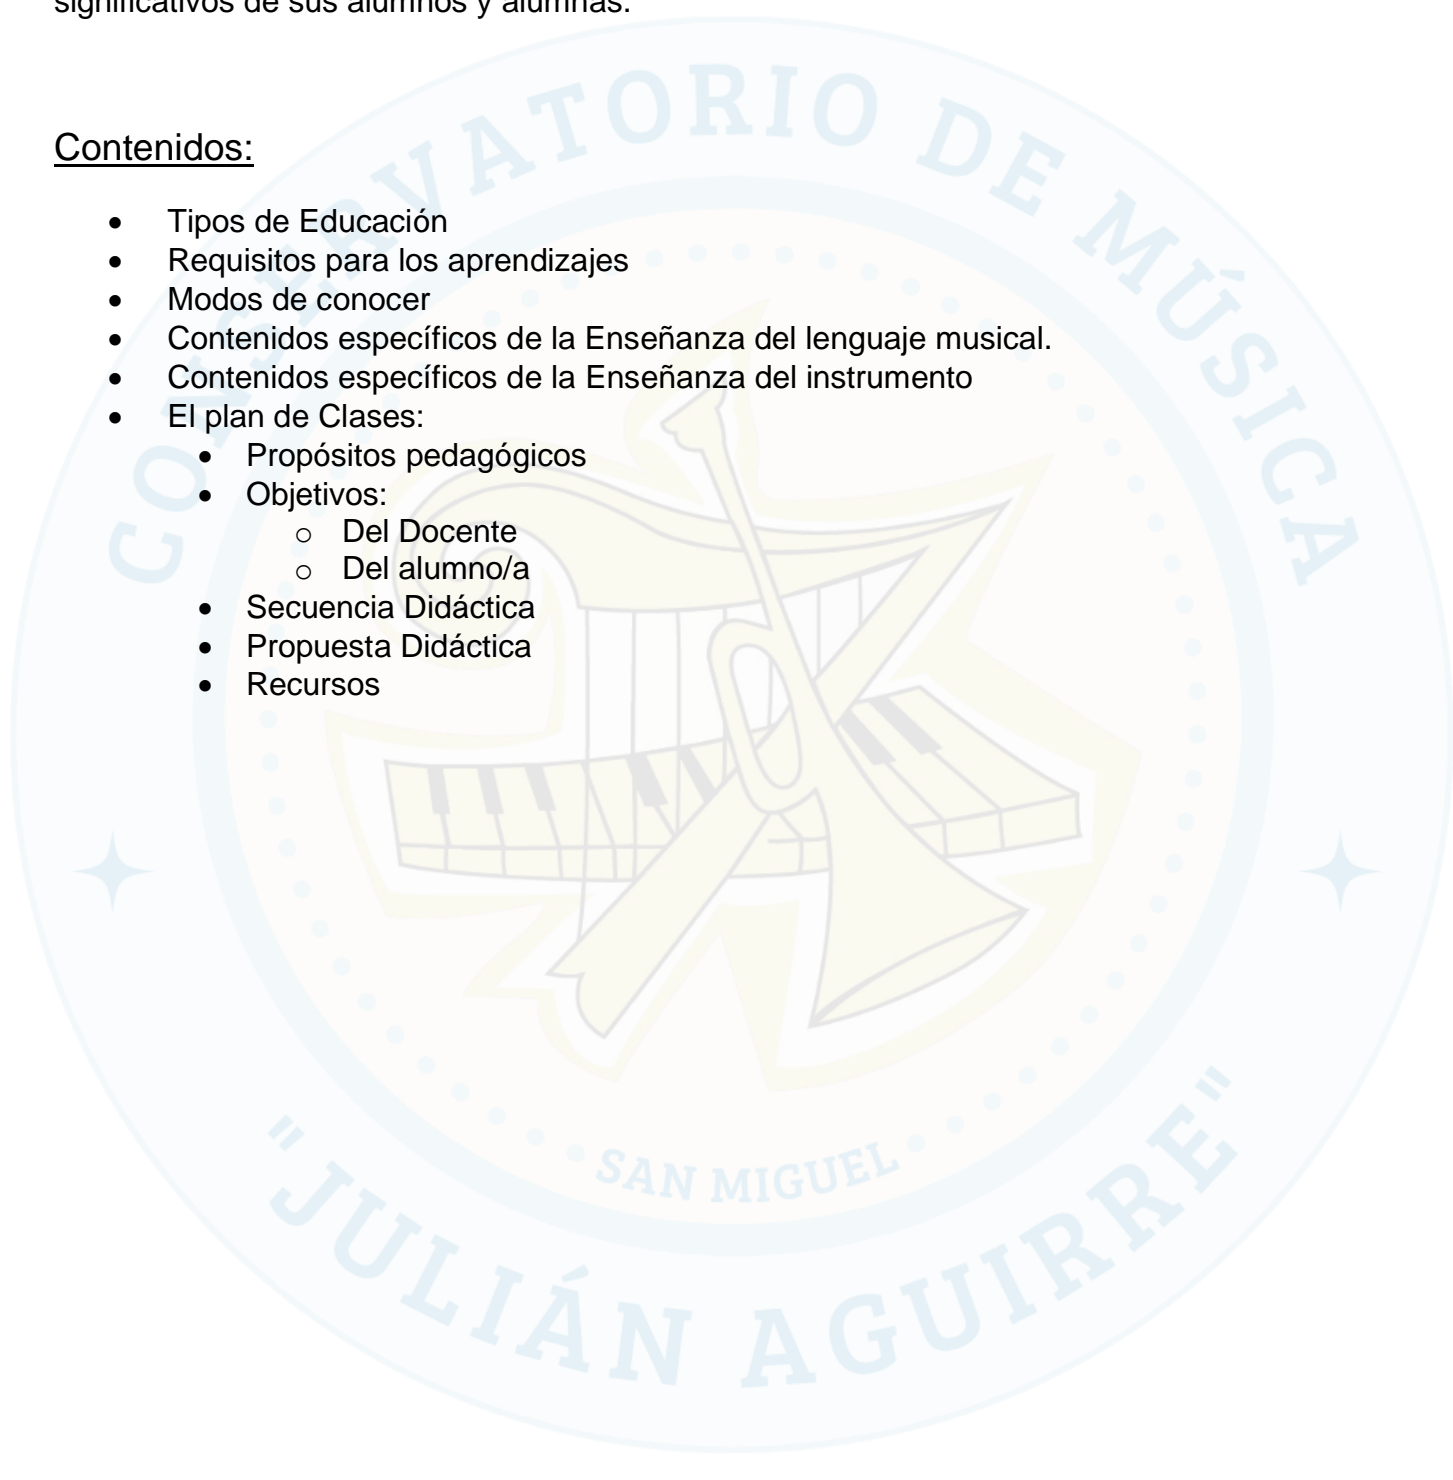 significativos de sus alumnos y alumnas.
Contenidos:
• Tipos de Educación
• Requisitos para los aprendizajes
• Modos de conocer
• Contenidos específicos de la Enseñanza del lenguaje musical.
• Contenidos específicos de la Enseñanza del instrumento
• El plan de Clases:
• Propósitos pedagógicos
• Objetivos:
o Del Docente
o Del alumno/a
• Secuencia Didáctica
• Propuesta Didáctica
• Recursos
CONSERVATORIO DE MÚSICA
SAN MIGUEL
"JULIÁN AGUIRRE"